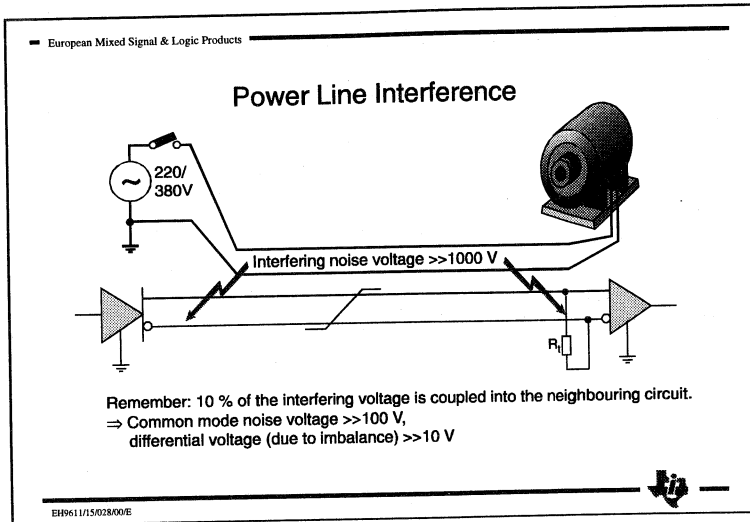 European Mixed Signal & Logic Products
Power Line Interference
220/
380V
Interfering noise voltage >>1000 V
Rt
Remember: 10 % of the interfering voltage is coupled into the neighbouring circuit.
⇒ Common mode noise voltage >>100 V,
differential voltage (due to imbalance) >>10 V
ti
EH9611/15/028/00/E